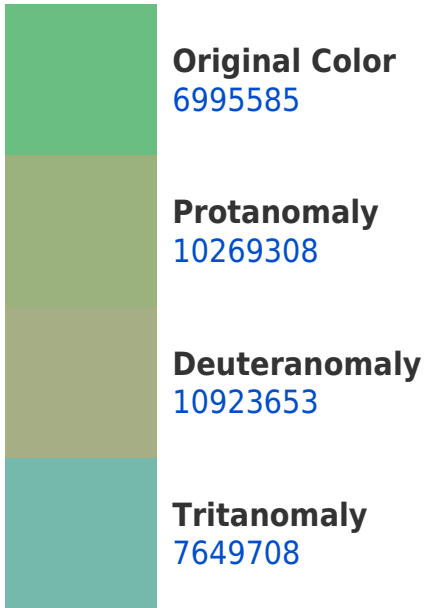 Original Color
6995585
Protanomaly
10269308
Deuteranomaly
10923653
Tritanomaly
7649708